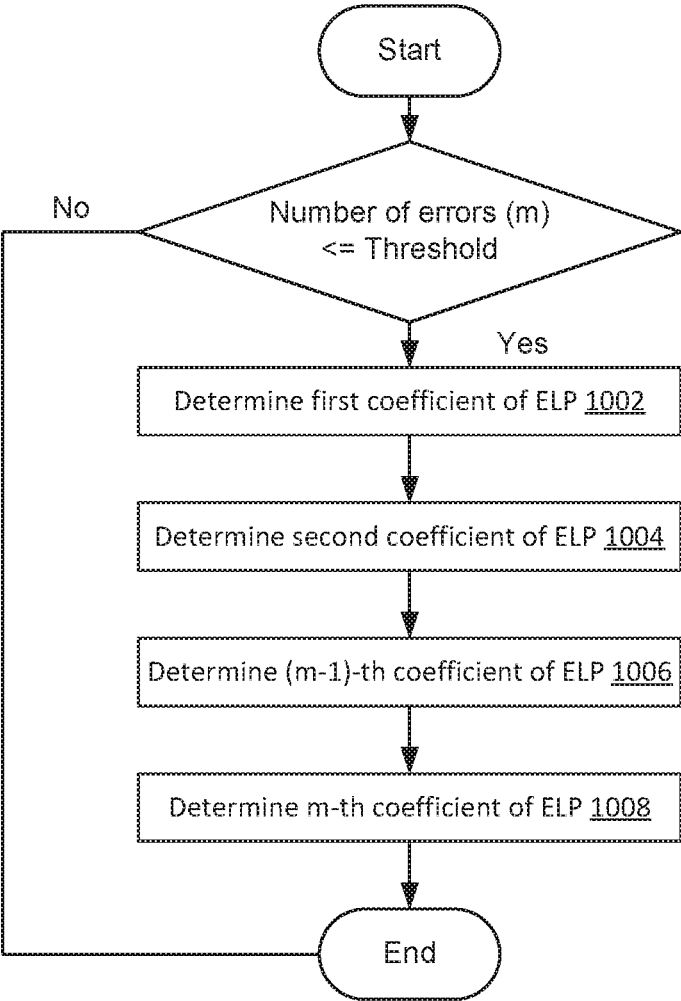 Start
Number of errors (m)
<= Threshold
No
Yes
Determine first coefficient of ELP 1002
Determine second coefficient of ELP 1004
Determine (m-1)-th coefficient of ELP 1006
Determine m-th coefficient of ELP 1008
End